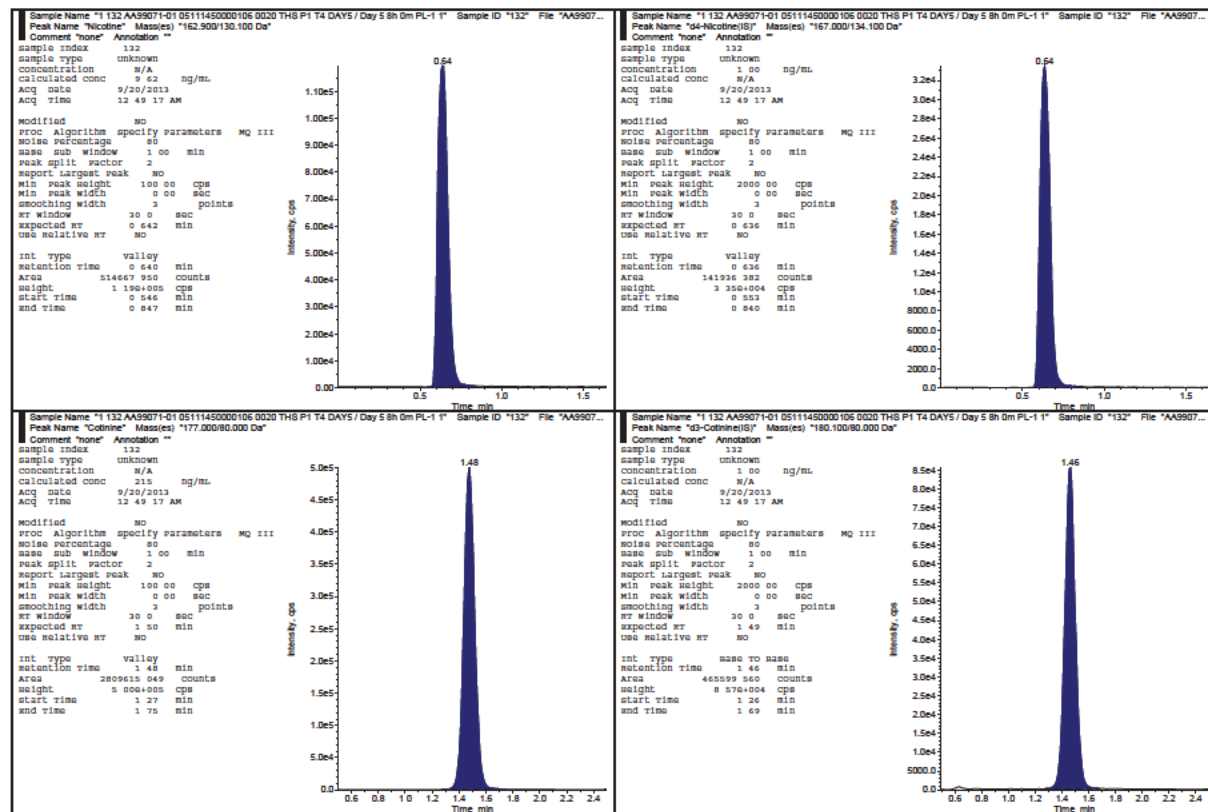 Sample Name "1 132 AA99071-01 05111450000106 0020 THS P1 T4 DAY5 / Day 5 8h 0m PL-1 1" Sample ID "132" File "AA9907...
Peak Name "Nicotine" Mass(es) "162.900/130.100 Da"
Comment "none" Annotation ""
Sample Index 132
Sample Type Unknown
Concentration N/A
Calculated Conc 9 62 ng/mL
Acq Date 9/20/2013
Acq Time 12 49 17 AM
Modified NO
Proc Algorithm Specify Parameters MQ III
Noise Percentage 80
Base Sub Window 1 00 min
Peak Split Factor 2
Report Largest Peak NO
Min Peak Height 100 00 cps
Min Peak Width 0 00 sec
Smoothing Width 3 points
RT Window 30 0 sec
Expected RT 0 642 min
Use Relative RT NO
Int Type Valley
Retention Time 0 640 min
Area 514667 950 counts
Height 1 19e+005 cps
Start Time 0 546 min
End Time 0 847 min
0.64
1.10e5
1.00e5
9.00e4
8.00e4
7.00e4
6.00e4
5.00e4
4.00e4
3.00e4
2.00e4
1.00e4
0.00
Intensity, cps
0.5 1.0 1.5
Time min
Sample Name "1 132 AA99071-01 05111450000106 0020 THS P1 T4 DAY5 / Day 5 8h 0m PL-1 1" Sample ID "132" File "AA9907...
Peak Name "d4-Nicotine(IS)" Mass(es) "167.000/134.100 Da"
Comment "none" Annotation ""
Sample Index 132
Sample Type Unknown
Concentration 1 00 ng/mL
Calculated Conc N/A
Acq Date 9/20/2013
Acq Time 12 49 17 AM
Modified NO
Proc Algorithm Specify Parameters MQ III
Noise Percentage 80
Base Sub Window 1 00 min
Peak Split Factor 2
Report Largest Peak NO
Min Peak Height 2000 00 cps
Min Peak Width 0 00 sec
Smoothing Width 3 points
RT Window 30 0 sec
Expected RT 0 636 min
Use Relative RT NO
Int Type Valley
Retention Time 0 636 min
Area 141936 382 counts
Height 3 35e+004 cps
Start Time 0 553 min
End Time 0 840 min
0.64
3.2e4
3.0e4
2.8e4
2.6e4
2.4e4
2.2e4
2.0e4
1.8e4
1.6e4
1.4e4
1.2e4
1.0e4
8000.0
6000.0
4000.0
2000.0
0.0
Intensity, cps
0.5 1.0 1.5
Time min
Sample Name "1 132 AA99071-01 05111450000106 0020 THS P1 T4 DAY5 / Day 5 8h 0m PL-1 1" Sample ID "132" File "AA9907...
Peak Name "Cotinine" Mass(es) "177.000/80.000 Da"
Comment "none" Annotation ""
Sample Index 132
Sample Type Unknown
Concentration N/A
Calculated Conc 215 ng/mL
Acq Date 9/20/2013
Acq Time 12 49 17 AM
Modified NO
Proc Algorithm Specify Parameters MQ III
Noise Percentage 80
Base Sub Window 1 00 min
Peak Split Factor 2
Report Largest Peak NO
Min Peak Height 100 00 cps
Min Peak Width 0 00 sec
Smoothing Width 3 points
RT Window 30 0 sec
Expected RT 1 50 min
Use Relative RT NO
Int Type Valley
Retention Time 1 48 min
Area 2809615 049 counts
Height 5 00e+005 cps
Start Time 1 27 min
End Time 1 75 min
1.48
5.0e5
4.5e5
4.0e5
3.5e5
3.0e5
2.5e5
2.0e5
1.5e5
1.0e5
5.0e4
0.0
Intensity, cps
0.6 0.8 1.0 1.2 1.4 1.6 1.8 2.0 2.2 2.4
Time min
Sample Name "1 132 AA99071-01 05111450000106 0020 THS P1 T4 DAY5 / Day 5 8h 0m PL-1 1" Sample ID "132" File "AA9907...
Peak Name "d3-Cotinine(IS)" Mass(es) "180.100/80.000 Da"
Comment "none" Annotation ""
Sample Index 132
Sample Type Unknown
Concentration 1 00 ng/mL
Calculated Conc N/A
Acq Date 9/20/2013
Acq Time 12 49 17 AM
Modified NO
Proc Algorithm Specify Parameters MQ III
Noise Percentage 80
Base Sub Window 1 00 min
Peak Split Factor 2
Report Largest Peak NO
Min Peak Height 2000 00 cps
Min Peak Width 0 00 sec
Smoothing Width 3 points
RT Window 30 0 sec
Expected RT 1 49 min
Use Relative RT NO
Int Type Base To Base
Retention Time 1 46 min
Area 465599 560 counts
Height 8 57e+004 cps
Start Time 1 26 min
End Time 1 69 min
1.46
8.5e4
8.0e4
7.5e4
7.0e4
6.5e4
6.0e4
5.5e4
5.0e4
4.5e4
4.0e4
3.5e4
3.0e4
2.5e4
2.0e4
1.5e4
1.0e4
5000.0
0.0
Intensity, cps
0.6 0.8 1.0 1.2 1.4 1.6 1.8 2.0 2.2 2.4
Time min